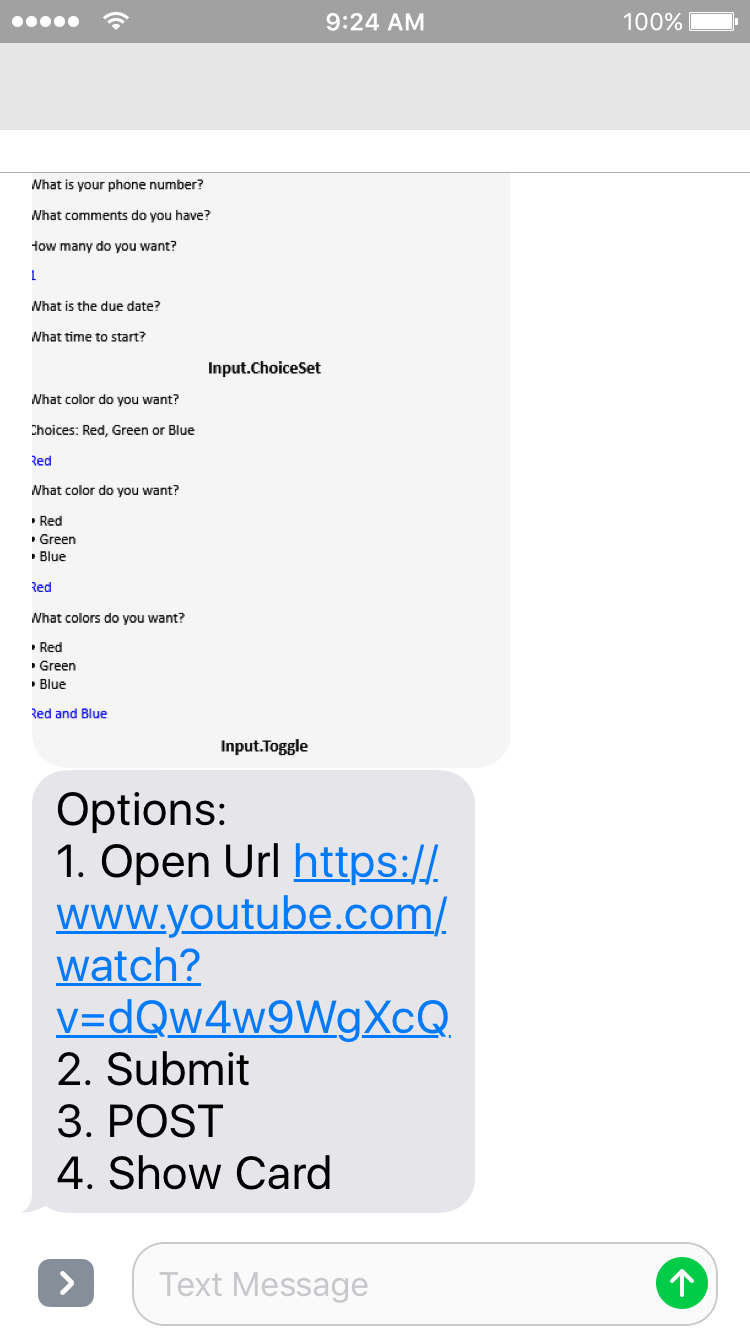 9:24 AM
100%
What is your phone number?
What comments do you have?
How many do you want?
1
What is the due date?
What time to start?
Input.ChoiceSet
What color do you want?
Choices: Red, Green or Blue
Red
What color do you want?
• Red
• Green
• Blue
Red
What colors do you want?
• Red
• Green
• Blue
Red and Blue
Input.Toggle
Options:
1. Open Url https://
www.youtube.com/
watch?
v=dQw4w9WgXcQ
2. Submit
3. POST
4. Show Card
Text Message